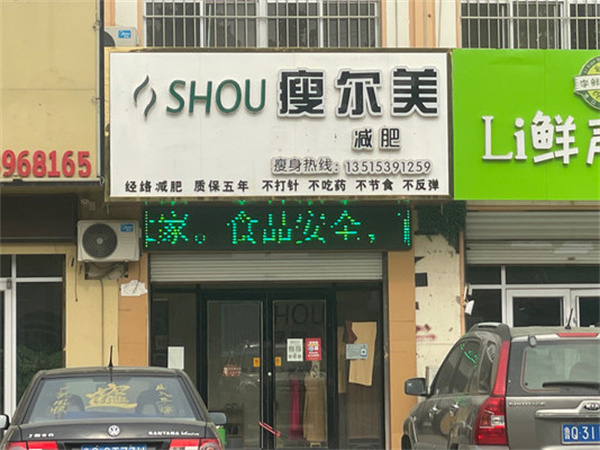 SHOU 瘦尔美
减肥
瘦身热线：13515391259
经络减肥 质保五年 不打针 不吃药 不节食 不反弹
家。食品安全，
968165
Li鲜